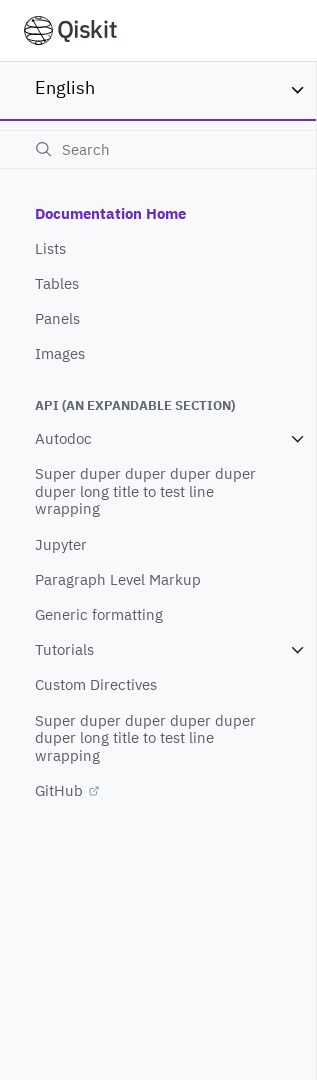 Qiskit
English
Search
Documentation Home
Lists
Tables
Panels
Images
API (AN EXPANDABLE SECTION)
Autodoc
Super duper duper duper duper
duper long title to test line
wrapping
Jupyter
Paragraph Level Markup
Generic formatting
Tutorials
Custom Directives
Super duper duper duper duper
duper long title to test line
wrapping
GitHub